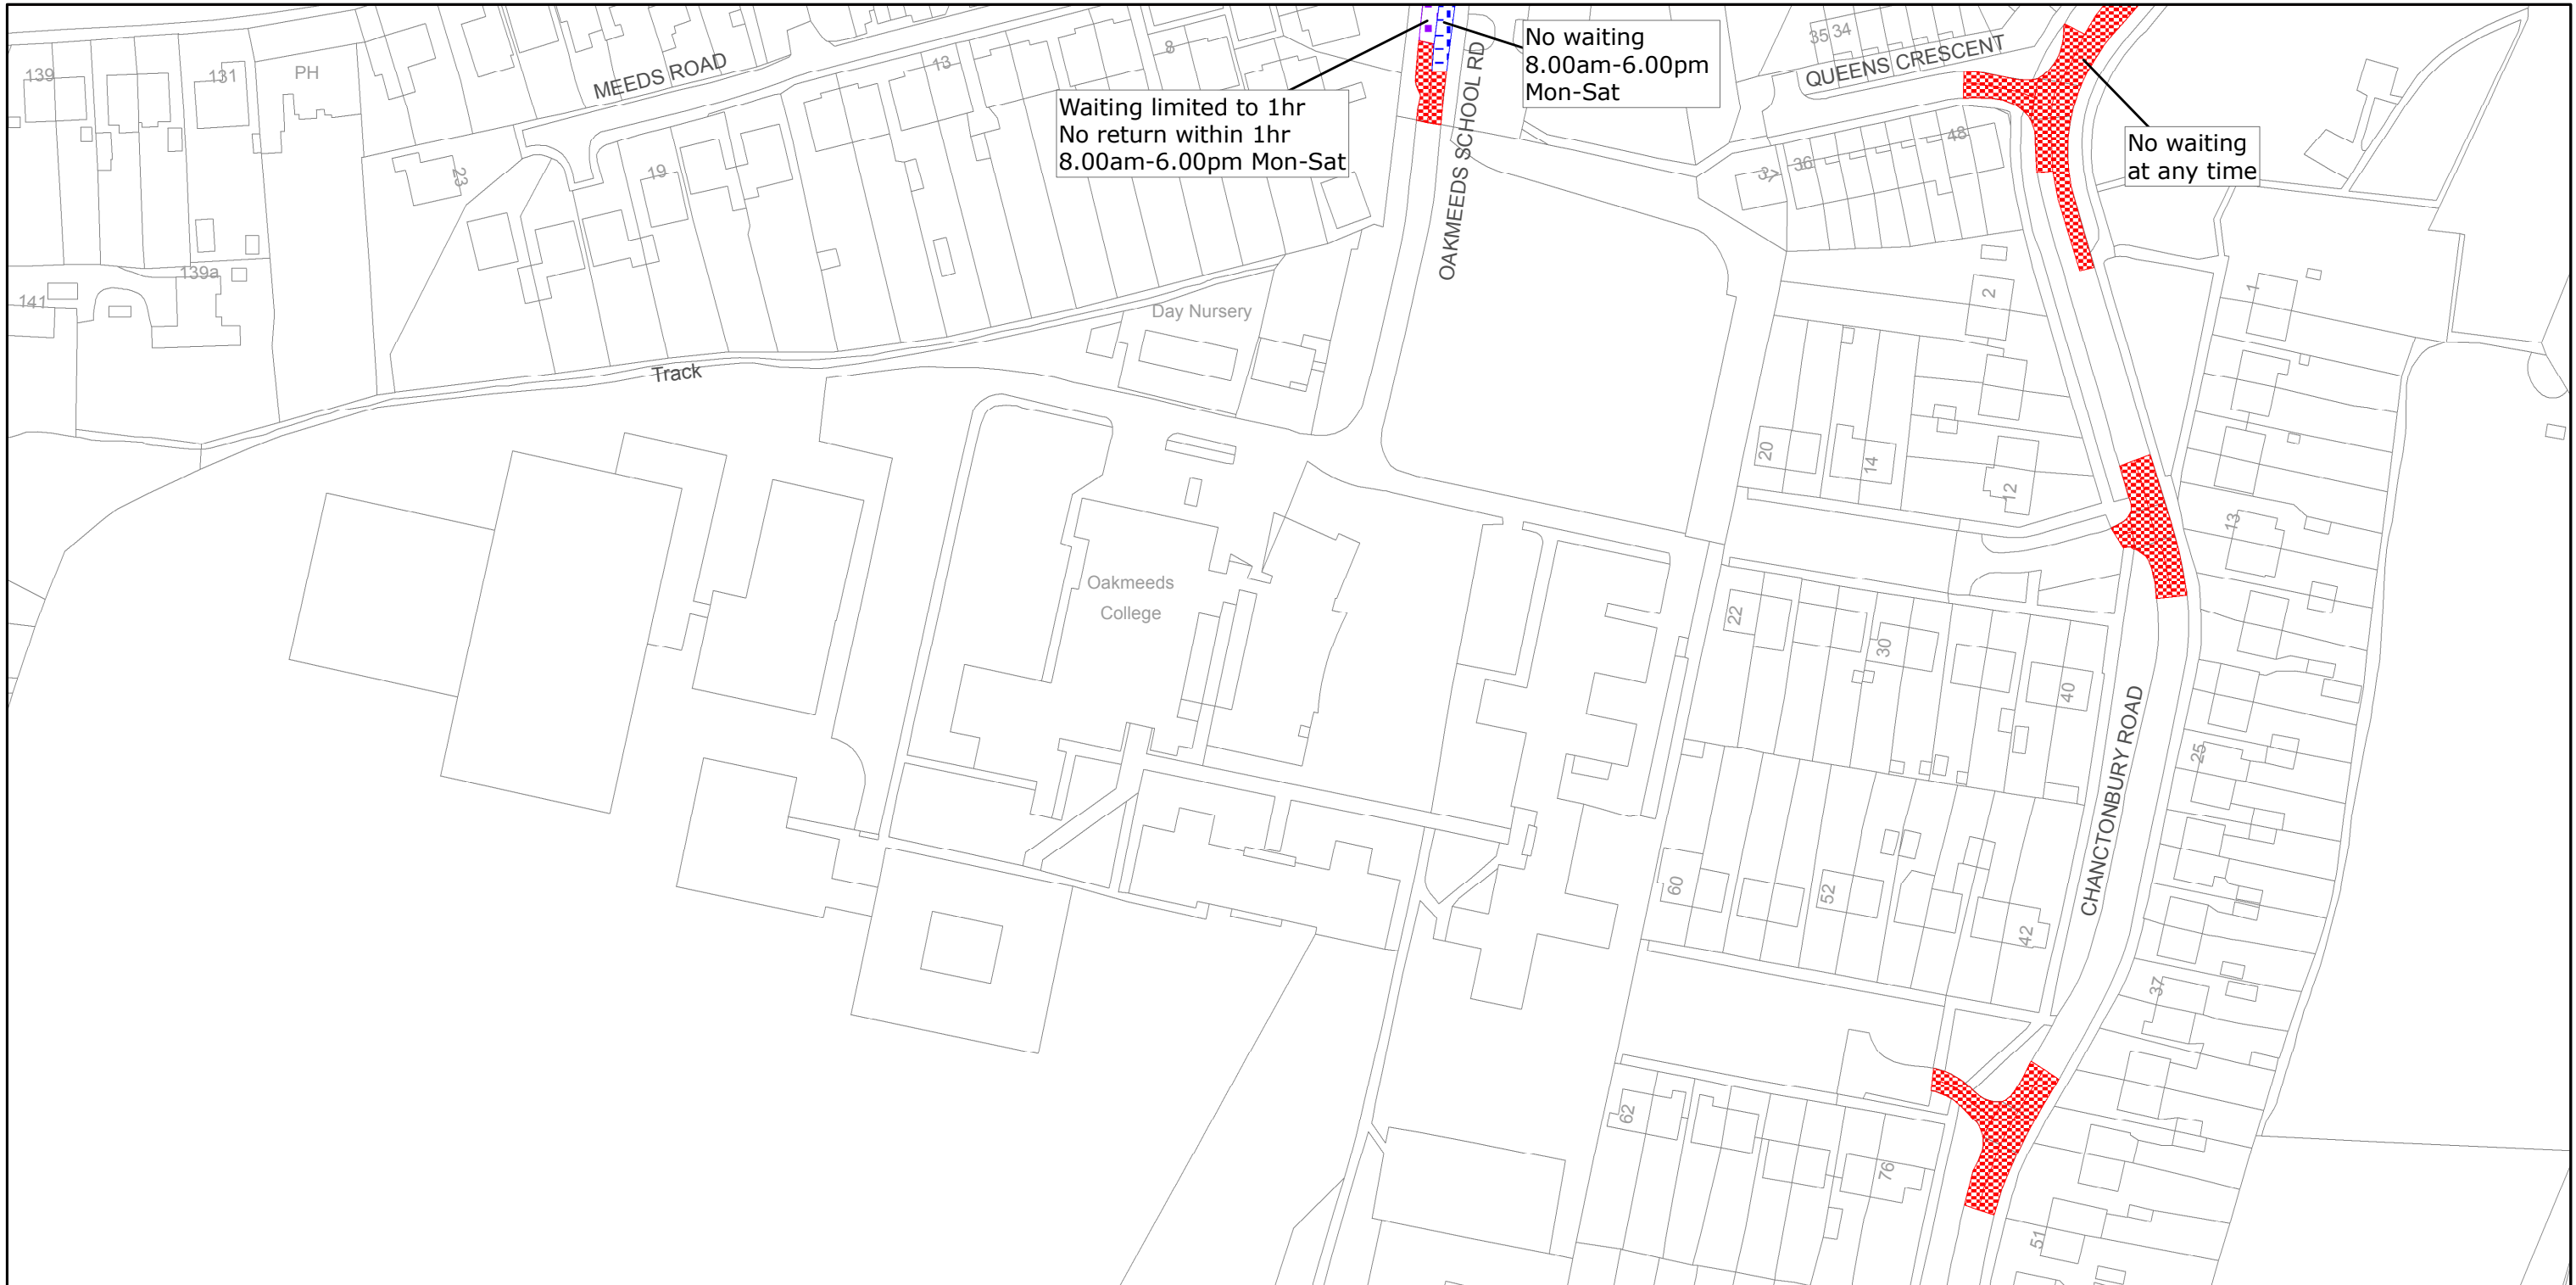 No waiting
8.00am-6.00pm
Mon-Sat
35 34
QUEENS CRESCENT
139
131
PH
MEEDS ROAD
13
8
Waiting limited to 1hr
No return within 1hr
8.00am-6.00pm Mon-Sat
OAKMEEDS SCHOOL RD
No waiting
at any time
48
36
37
23
19
139a
141
Day Nursery
2
1
Track
20
14
12
13
Oakmeeds
College
22
30
40
CHANCTONBURY ROAD
25
60
52
42
37
62
76
51